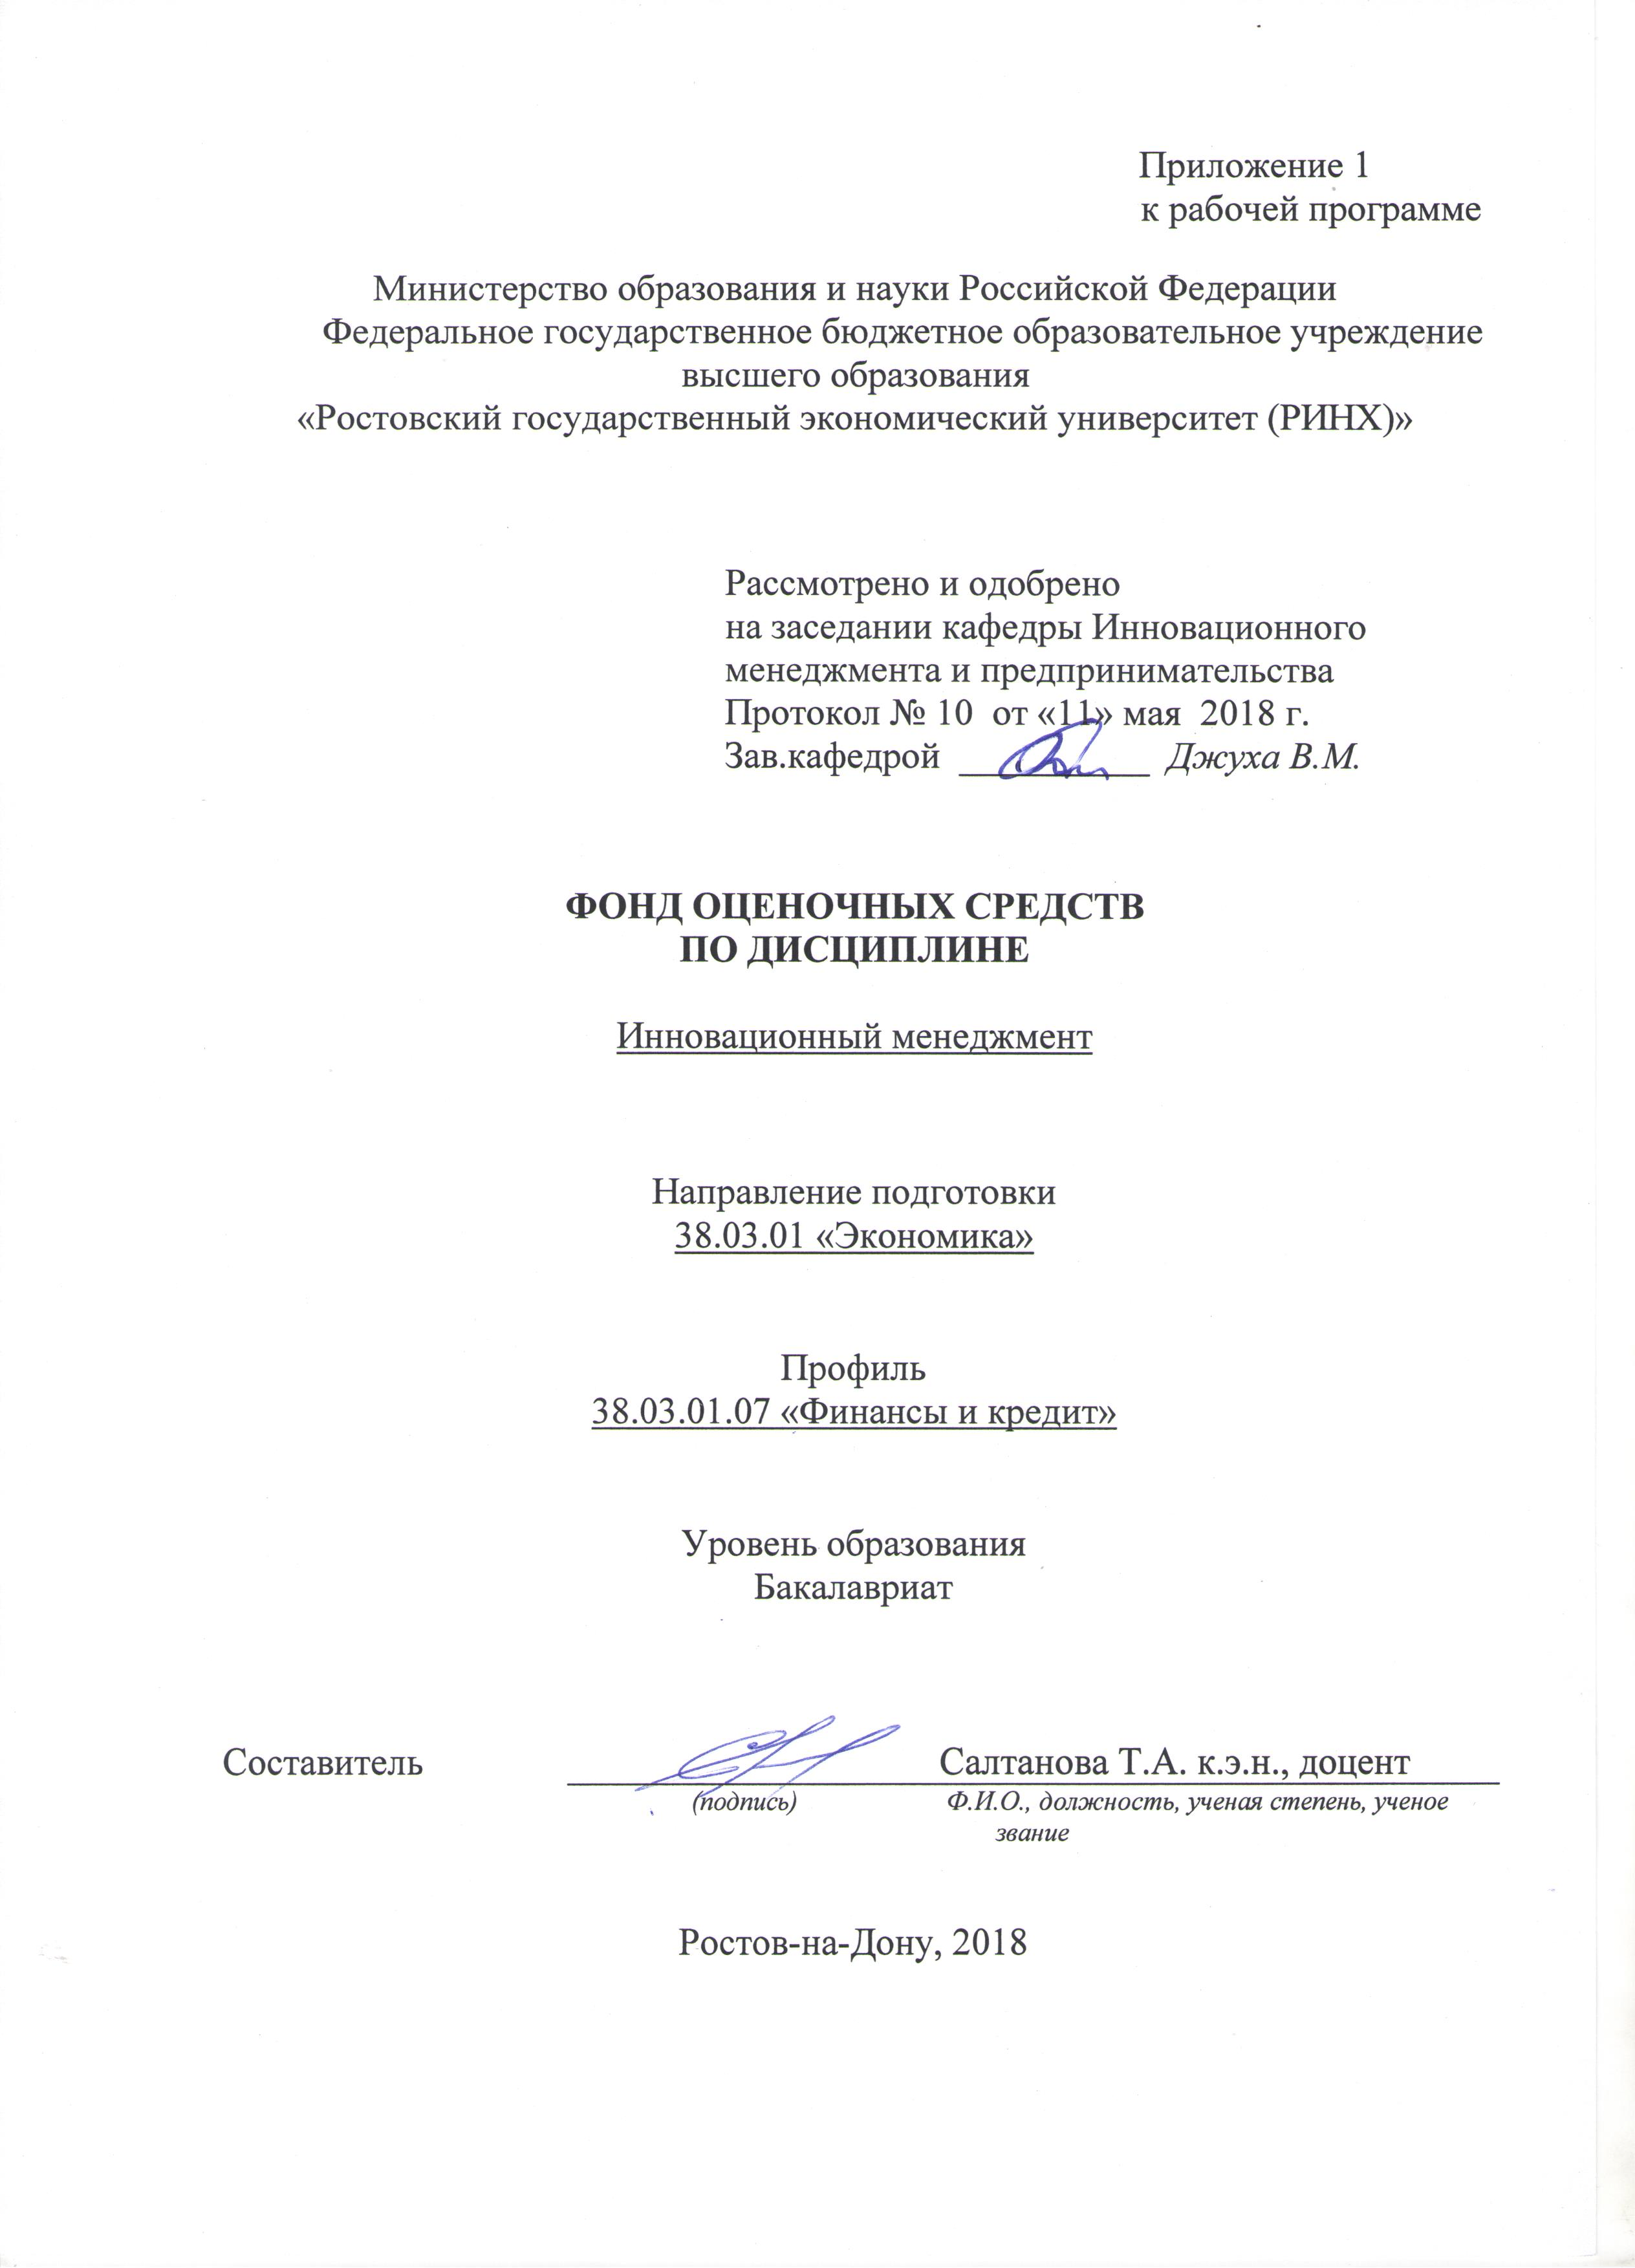 Приложение 1
к рабочей программе
Министерство образования и науки Российской Федерации
Федеральное государственное бюджетное образовательное учреждение
высшего образования
«Ростовский государственный экономический университет (РИНХ)»
Рассмотрено и одобрено
на заседании кафедры Инновационного
менеджмента и предпринимательства
Протокол № 10 от «11» мая 2018 г.
Зав.кафедрой __________ Джуха В.М.
ФОНД ОЦЕНОЧНЫХ СРЕДСТВ
ПО ДИСЦИПЛИНЕ
Инновационный менеджмент
Направление подготовки
38.03.01 «Экономика»
Профиль
38.03.01.07 «Финансы и кредит»
Уровень образования
Бакалавриат
Составитель Салтанова Т.А. к.э.н., доцент
(подпись) Ф.И.О., должность, ученая степень, ученое
звание
Ростов-на-Дону, 2018